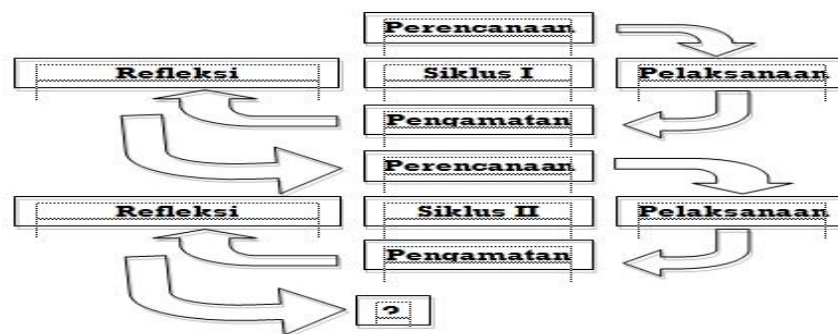 Perencanaan
Refleksi
Siklus I
Pelaksanaan
Pengamatan
Perencanaan
Refleksi
Siklus II
Pelaksanaan
Pengamatan
?